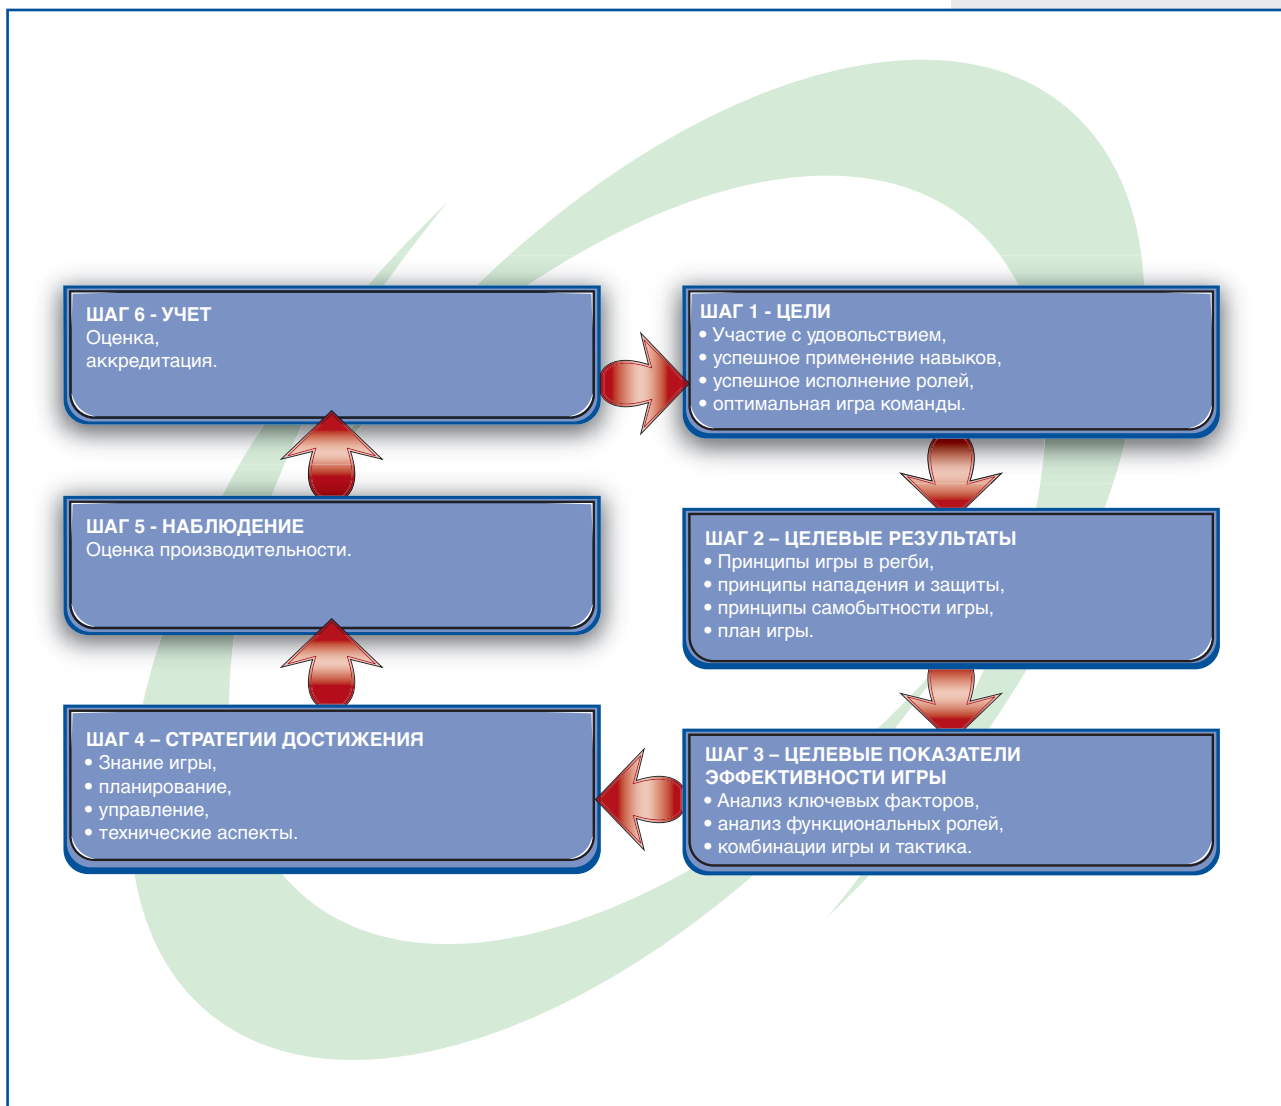 ШАГ 6 - УЧЕТ
Оценка,
аккредитация.
ШАГ 1 - ЦЕЛИ
• Участие с удовольствием,
• успешное применение навыков,
• успешное исполнение ролей,
• оптимальная игра команды.
ШАГ 5 - НАБЛЮДЕНИЕ
Оценка производительности.
ШАГ 2 – ЦЕЛЕВЫЕ РЕЗУЛЬТАТЫ
• Принципы игры в регби,
• принципы нападения и защиты,
• принципы самобытности игры,
• план игры.
ШАГ 4 – СТРАТЕГИИ ДОСТИЖЕНИЯ
• Знание игры,
• планирование,
• управление,
• технические аспекты.
ШАГ 3 – ЦЕЛЕВЫЕ ПОКАЗАТЕЛИ
ЭФФЕКТИВНОСТИ ИГРЫ
• Анализ ключевых факторов,
• анализ функциональных ролей,
• комбинации игры и тактика.